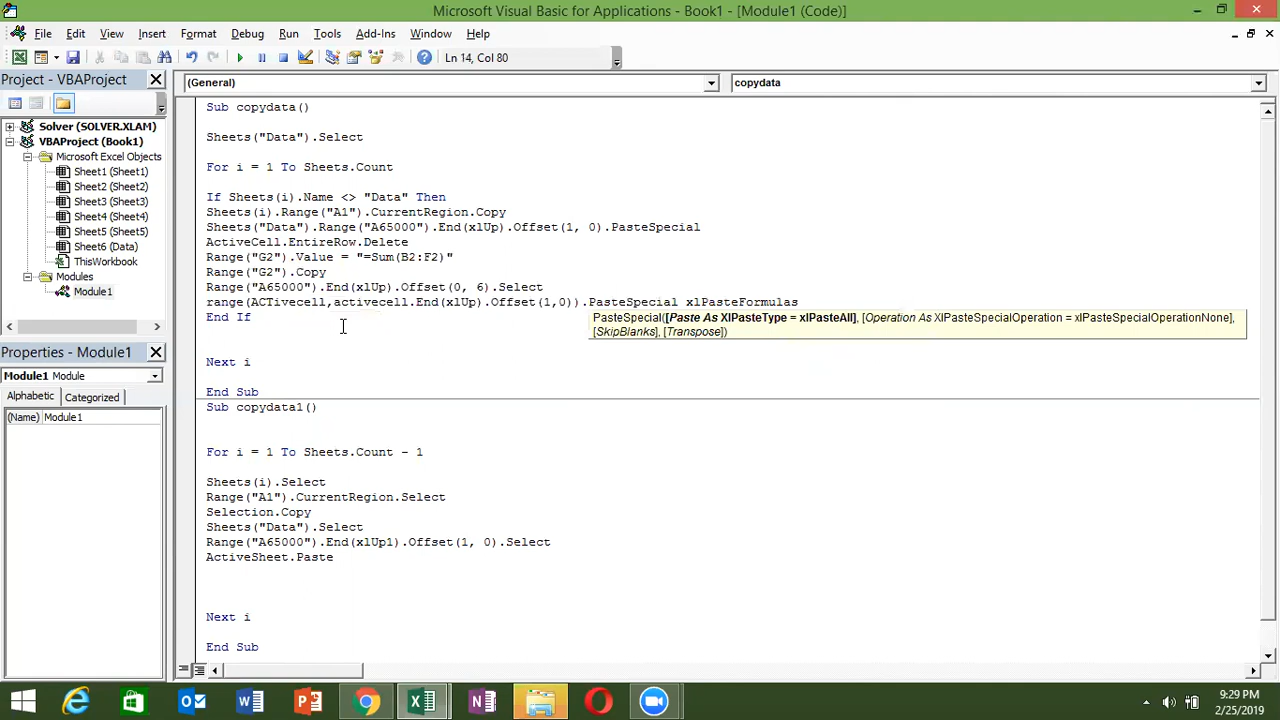 Microsoft Visual Basic for Applications - Book1 - [Module1 (Code)]
File Edit View Insert Format Debug Run Tools Add-Ins Window Help
Ln 14, Col 80
Project - VBAProject
(General)
copydata
Solver (SOLVER.XLAM)
VBAProject (Book1)
Microsoft Excel Objects
Sheet1 (Sheet1)
Sheet2 (Sheet2)
Sheet3 (Sheet3)
Sheet4 (Sheet4)
Sheet5 (Sheet5)
Sheet6 (Data)
ThisWorkbook
Modules
Module1
Properties - Module1
Module1 Module
Alphabetic Categorized
(Name) Module1
Sub copydata()
Sheets("Data").Select
For i = 1 To Sheets.Count
If Sheets(i).Name <> "Data" Then
Sheets(i).Range("A1").CurrentRegion.Copy
Sheets("Data").Range("A65000").End(xlUp).Offset(1, 0).PasteSpecial
ActiveCell.EntireRow.Delete
Range("G2").Value = "=Sum(B2:F2)"
Range("G2").Copy
Range("A65000").End(xlUp).Offset(0, 6).Select
range(ACTivecell,activecell.End(xlUp).Offset(1,0)).PasteSpecial xlPasteFormulas
End If
PasteSpecial([Paste As XlPasteType = xlPasteAll], [Operation As XlPasteSpecialOperation = xlPasteSpecialOperationNone],
[SkipBlanks], [Transpose])
Next i
End Sub
Sub copydata1()
For i = 1 To Sheets.Count - 1
Sheets(i).Select
Range("A1").CurrentRegion.Select
Selection.Copy
Sheets("Data").Select
Range("A65000").End(xlUp1).Offset(1, 0).Select
ActiveSheet.Paste
Next i
End Sub
9:29 PM
2/25/2019